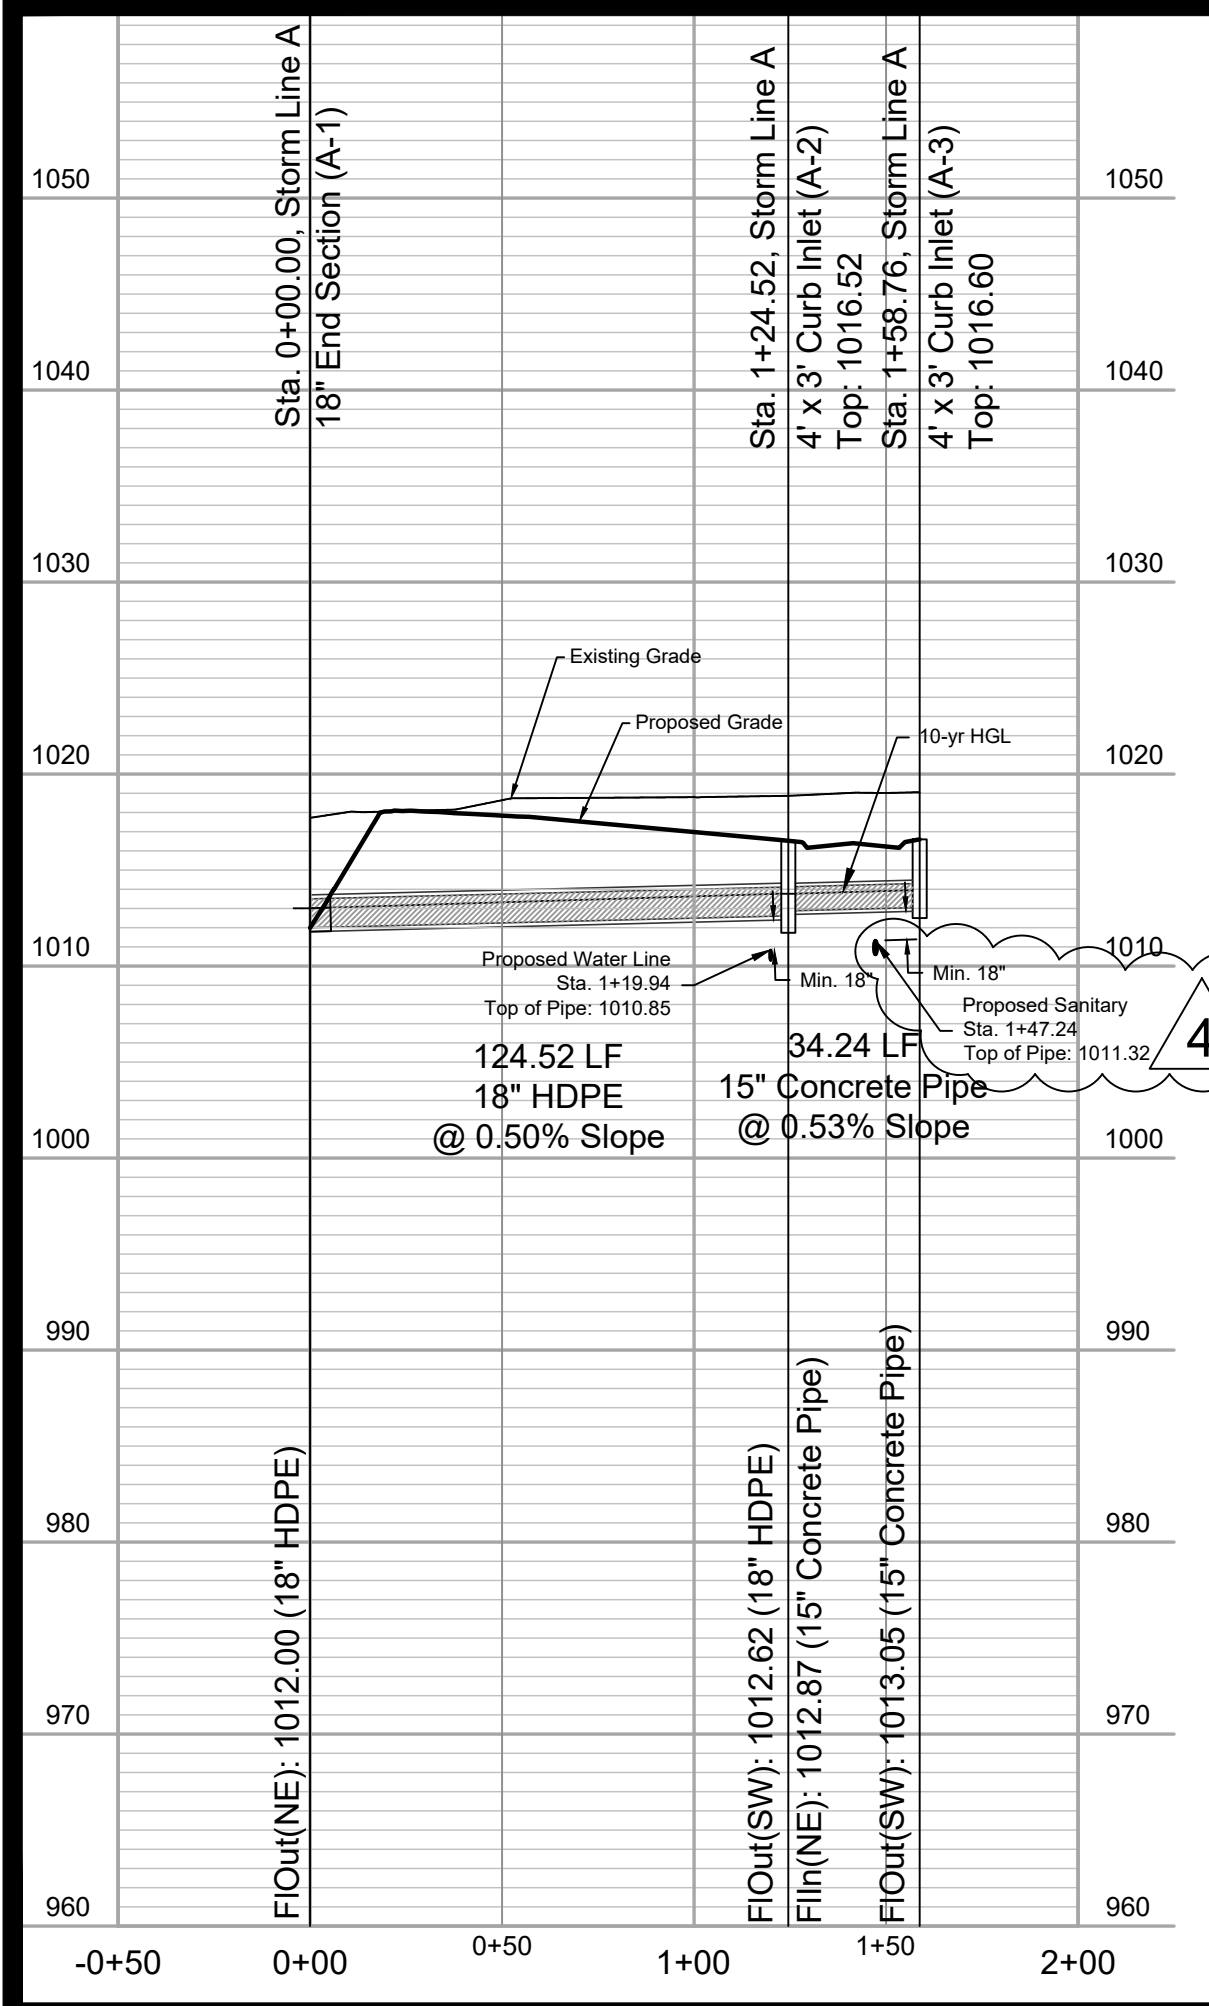 Sta. 0+00.00, Storm Line A
18" End Section (A-1)
Sta. 1+24.52, Storm Line A
4' x 3' Curb Inlet (A-2)
Top: 1016.52
Sta. 1+58.76, Storm Line A
4' x 3' Curb Inlet (A-3)
Top: 1016.60
1050
1050
1040
1040
1030
1030
Existing Grade
Proposed Grade
10-yr HGL
1020
1020
1010
1010
Proposed Water Line
Sta. 1+19.94
Top of Pipe: 1010.85
Min. 18"
Min. 18"
Proposed Sanitary
Sta. 1+47.24
Top of Pipe: 1011.32
4
124.52 LF
18" HDPE
@ 0.50% Slope
34.24 LF
15" Concrete Pipe
@ 0.53% Slope
1000
1000
990
990
980
980
970
970
960
960
FlOut(NE): 1012.00 (18" HDPE)
FlOut(SW): 1012.62 (18" HDPE)
FlIn(NE): 1012.87 (15" Concrete Pipe)
FlOut(SW): 1013.05 (15" Concrete Pipe)
-0+50
0+00
0+50
1+00
1+50
2+00